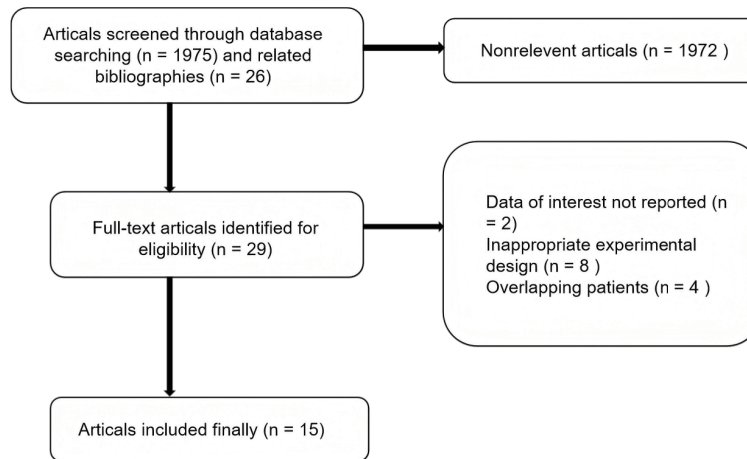 Articals screened through database
searching (n = 1975) and related
bibliographies (n = 26)
Nonrelevent articals (n = 1972 )
Full-text articals identified for
eligibility (n = 29)
Data of interest not reported (n
= 2)
Inappropriate experimental
design (n = 8 )
Overlapping patients (n = 4 )
Articals included finally (n = 15)